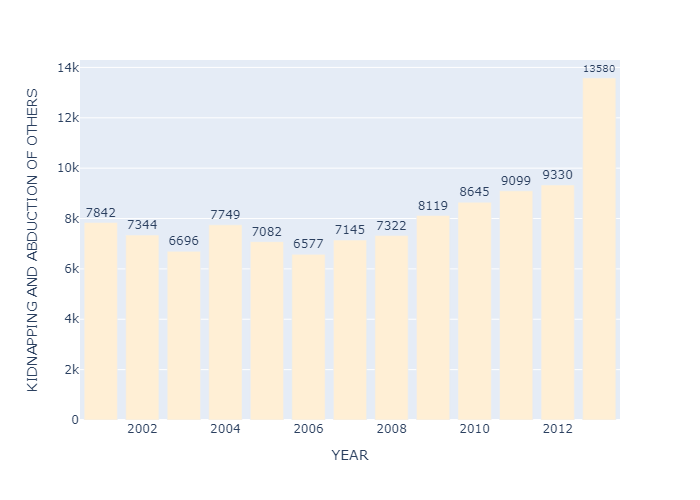 14k
12k
10k
8k
6k
4k
2k
0
KIDNAPPING AND ABDUCTION OF OTHERS
7842
7344
6696
7749
7082
6577
7145
7322
8119
8645
9099
9330
13580
2002 2004 2006 2008 2010 2012
YEAR